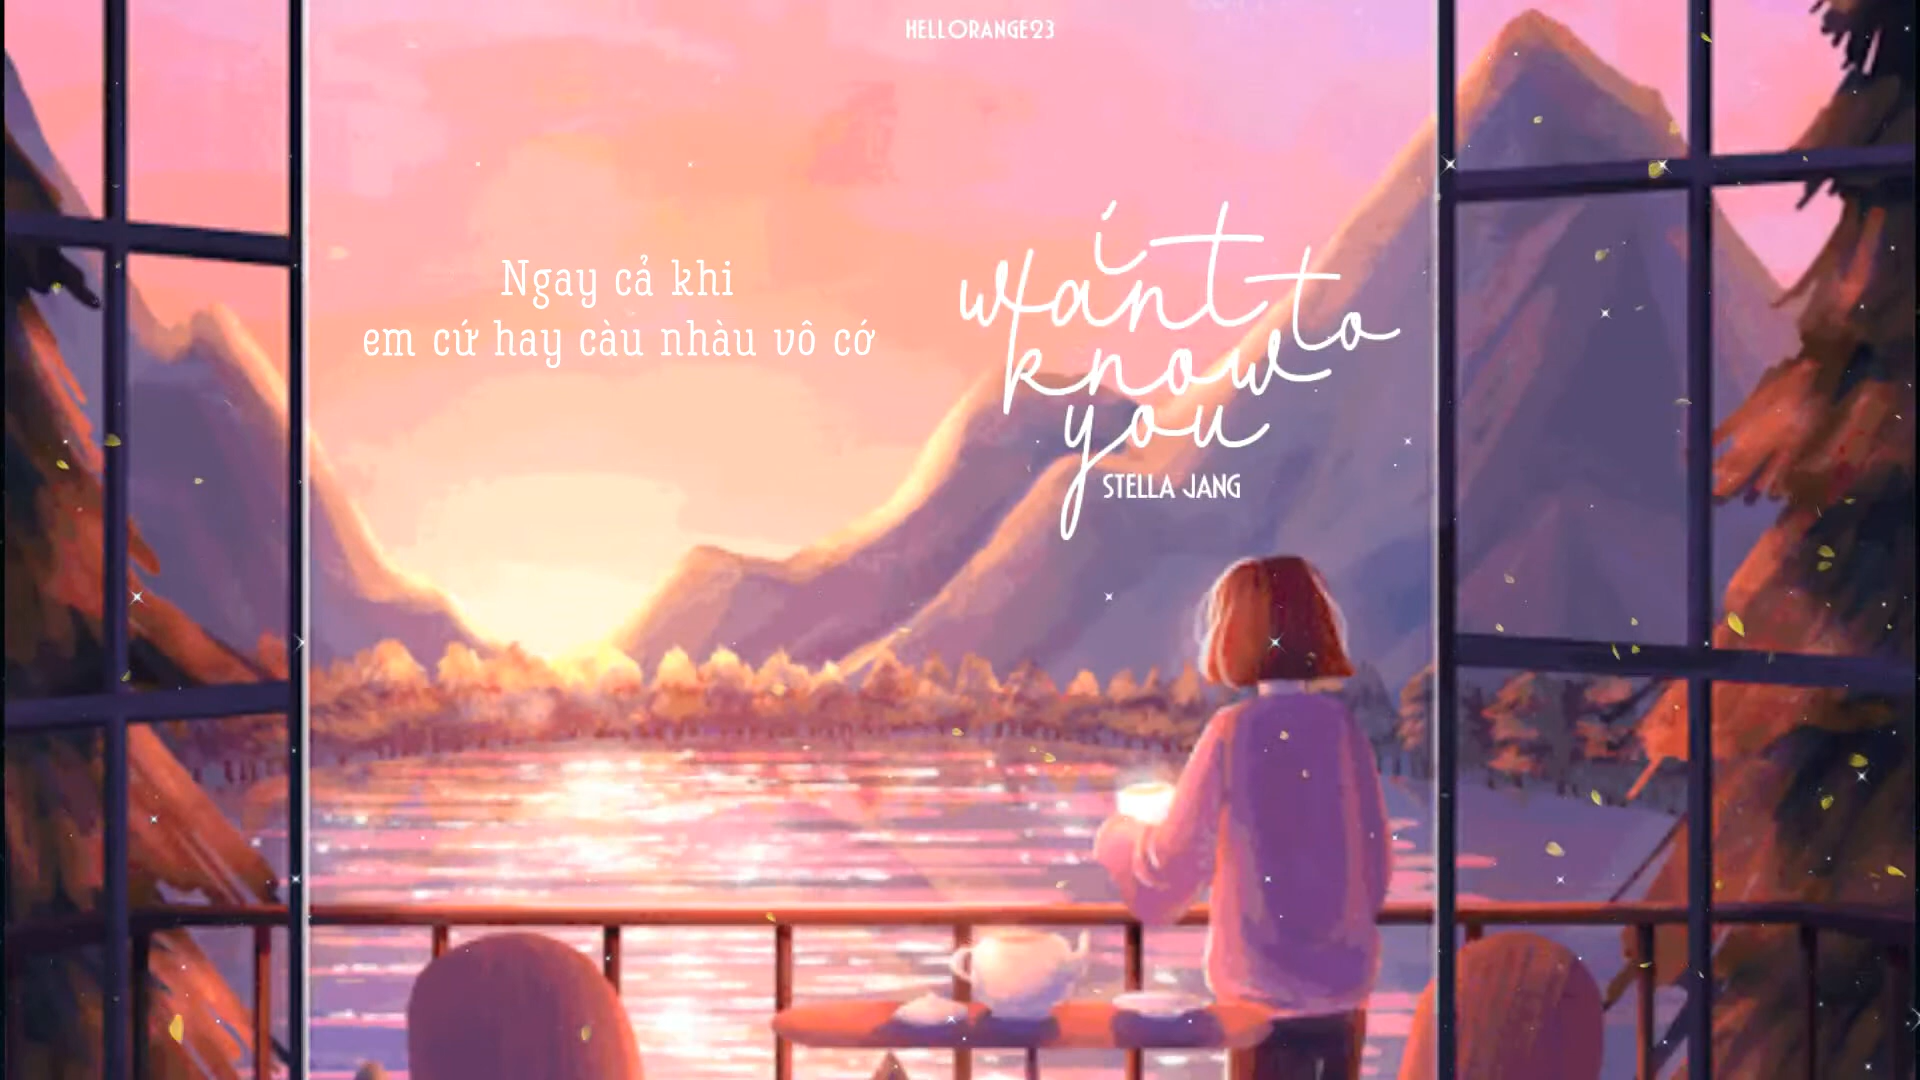 HELLORANGE23
Ngay cả khi
em cứ hay càu nhàu vô cớ
i
want to
know
you
STELLA JANG